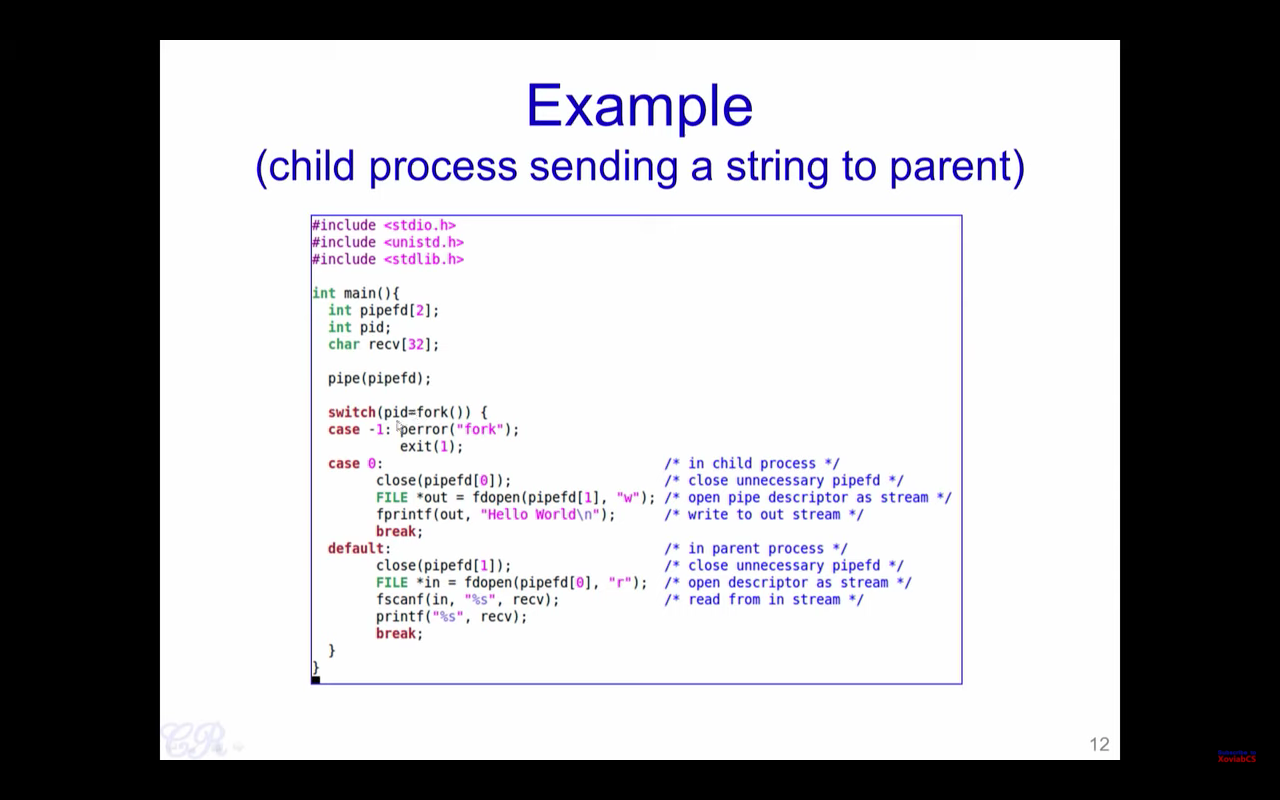 Example
(child process sending a string to parent)
#include <stdio.h>
#include <unistd.h>
#include <stdlib.h>
int main(){
int pipefd[2];
int pid;
char recv[32];
pipe(pipefd);
switch(pid=fork()) {
case -1: perror("fork");
exit(1);
case 0: /* in child process */
close(pipefd[0]); /* close unnecessary pipefd */
FILE *out = fdopen(pipefd[1], "w"); /* open pipe descriptor as stream */
fprintf(out, "Hello World\n"); /* write to out stream */
break;
default: /* in parent process */
close(pipefd[1]); /* close unnecessary pipefd */
FILE *in = fdopen(pipefd[0], "r"); /* open descriptor as stream */
fscanf(in, "%s", recv); /* read from in stream */
printf("%s", recv);
break;
}
}
CR
12
Subscribe to
XoviabCS